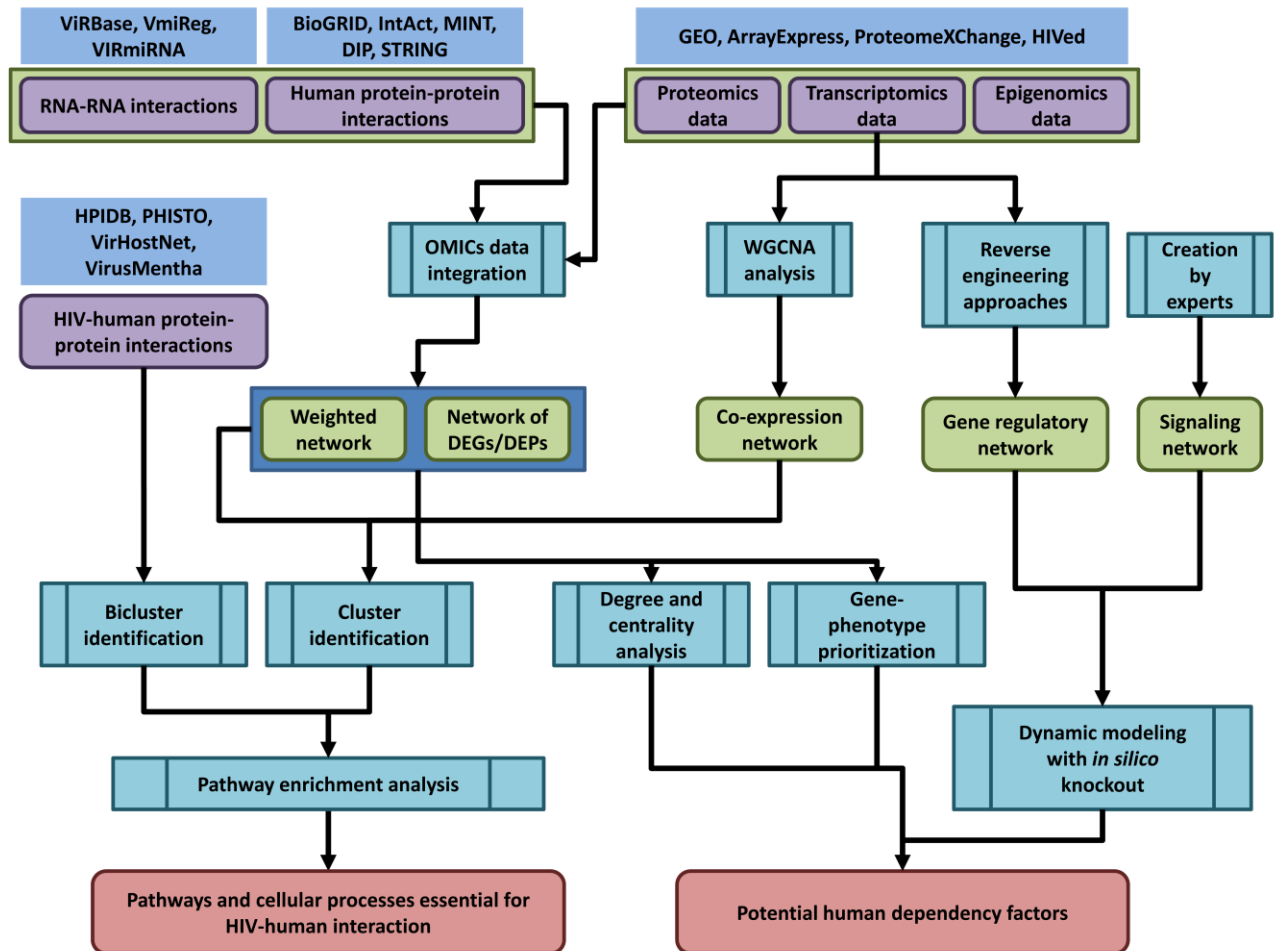 ViRBase, VmiReg,
VIRmiRNA
BioGRID, IntAct, MINT,
DIP, STRING
GEO, ArrayExpress, ProteomeXChange, HIVed
RNA-RNA interactions
Human protein-protein
interactions
Proteomics
data
Transcriptomics
data
Epigenomics
data
HPIDB, PHISTO,
VirHostNet,
VirusMentha
HIV-human protein-
protein interactions
OMICs data
integration
WGCNA
analysis
Reverse
engineering
approaches
Creation
by
experts
Weighted
network
Network of
DEGs/DEPs
Co-expression
network
Gene regulatory
network
Signaling
network
Bicluster
identification
Cluster
identification
Degree and
centrality
analysis
Gene-
phenotype
prioritization
Dynamic modeling
with in silico
knockout
Pathway enrichment analysis
Pathways and cellular processes essential for
HIV-human interaction
Potential human dependency factors